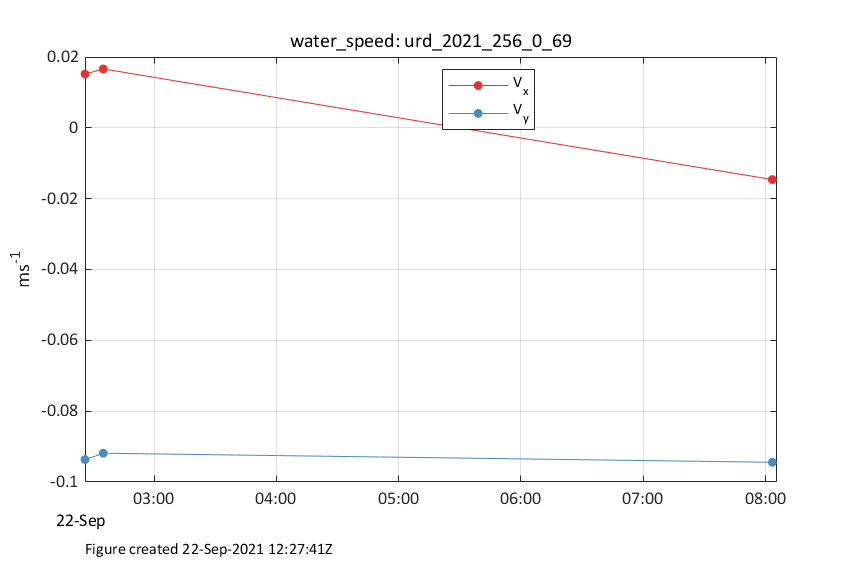 water_speed: urd_2021_256_0_69
0.02
0
-0.02
-0.04
-0.06
-0.08
-0.1
ms-1
Vx
Vy
03:00 04:00 05:00 06:00 07:00 08:00
22-Sep
Figure created 22-Sep-2021 12:27:41Z